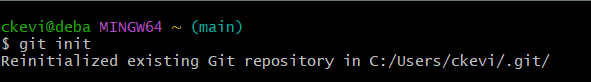 ckevi@deba MINGW64 ~ (main)
$ git init
Reinitialized existing Git repository in C:/Users/ckevi/.git/